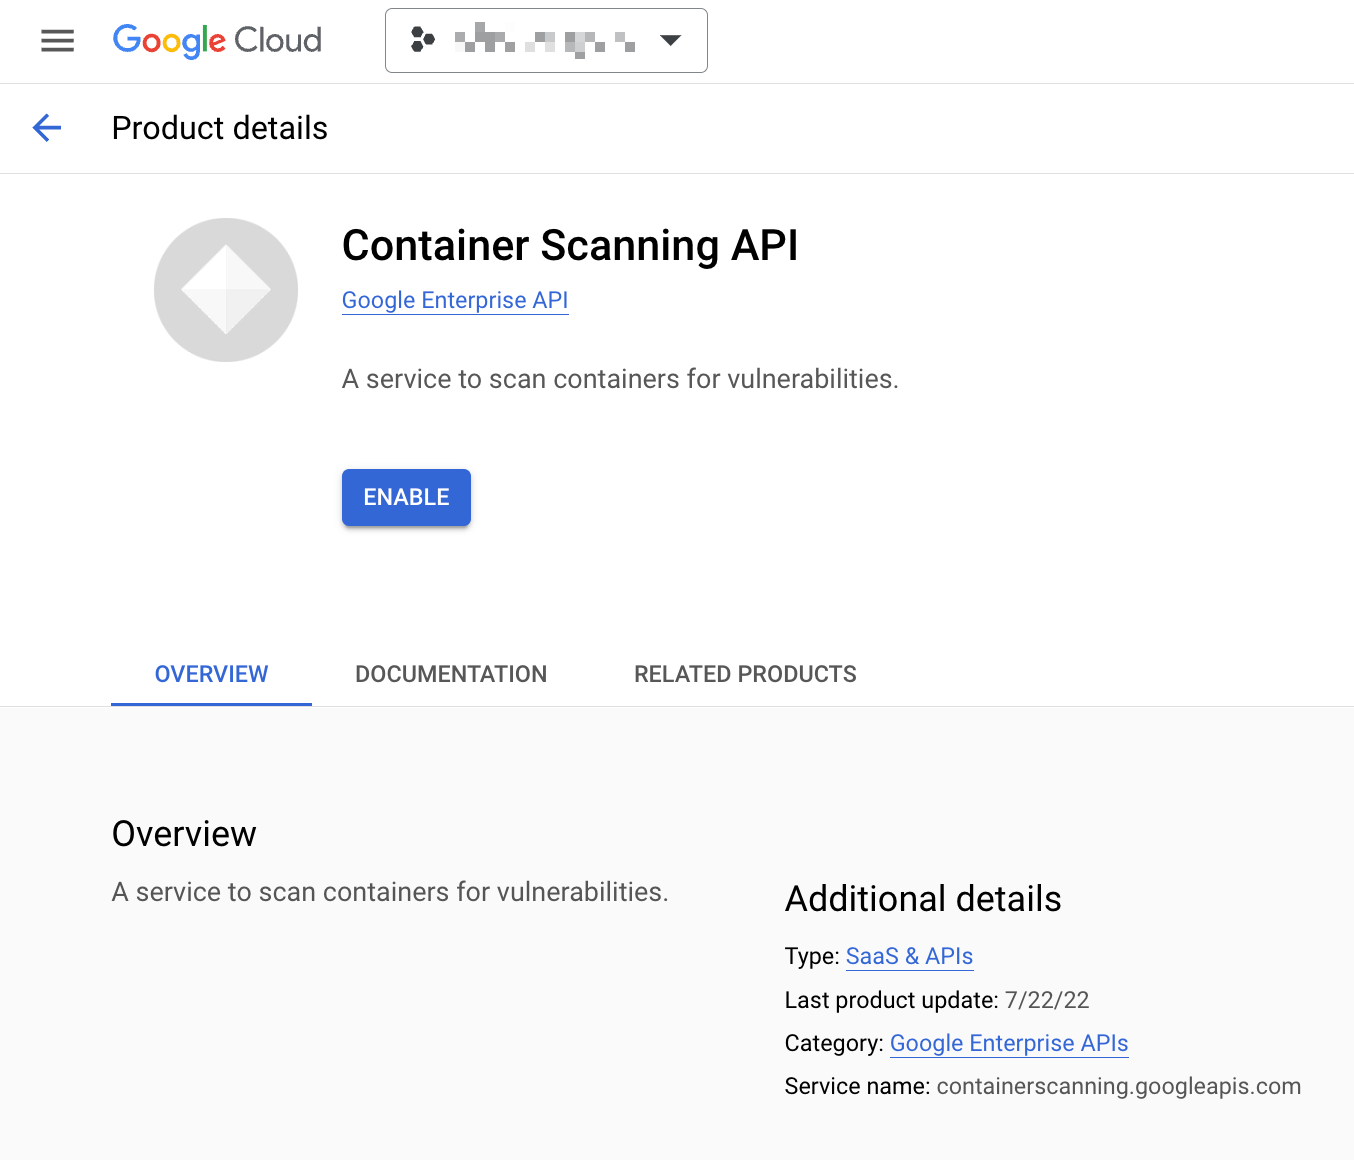 Google Cloud
Product details
Container Scanning API
Google Enterprise API
A service to scan containers for vulnerabilities.
ENABLE
OVERVIEW
DOCUMENTATION
RELATED PRODUCTS
Overview
A service to scan containers for vulnerabilities.
Additional details
Type: SaaS & APIs
Last product update: 7/22/22
Category: Google Enterprise APIs
Service name: containerscanning.googleapis.com